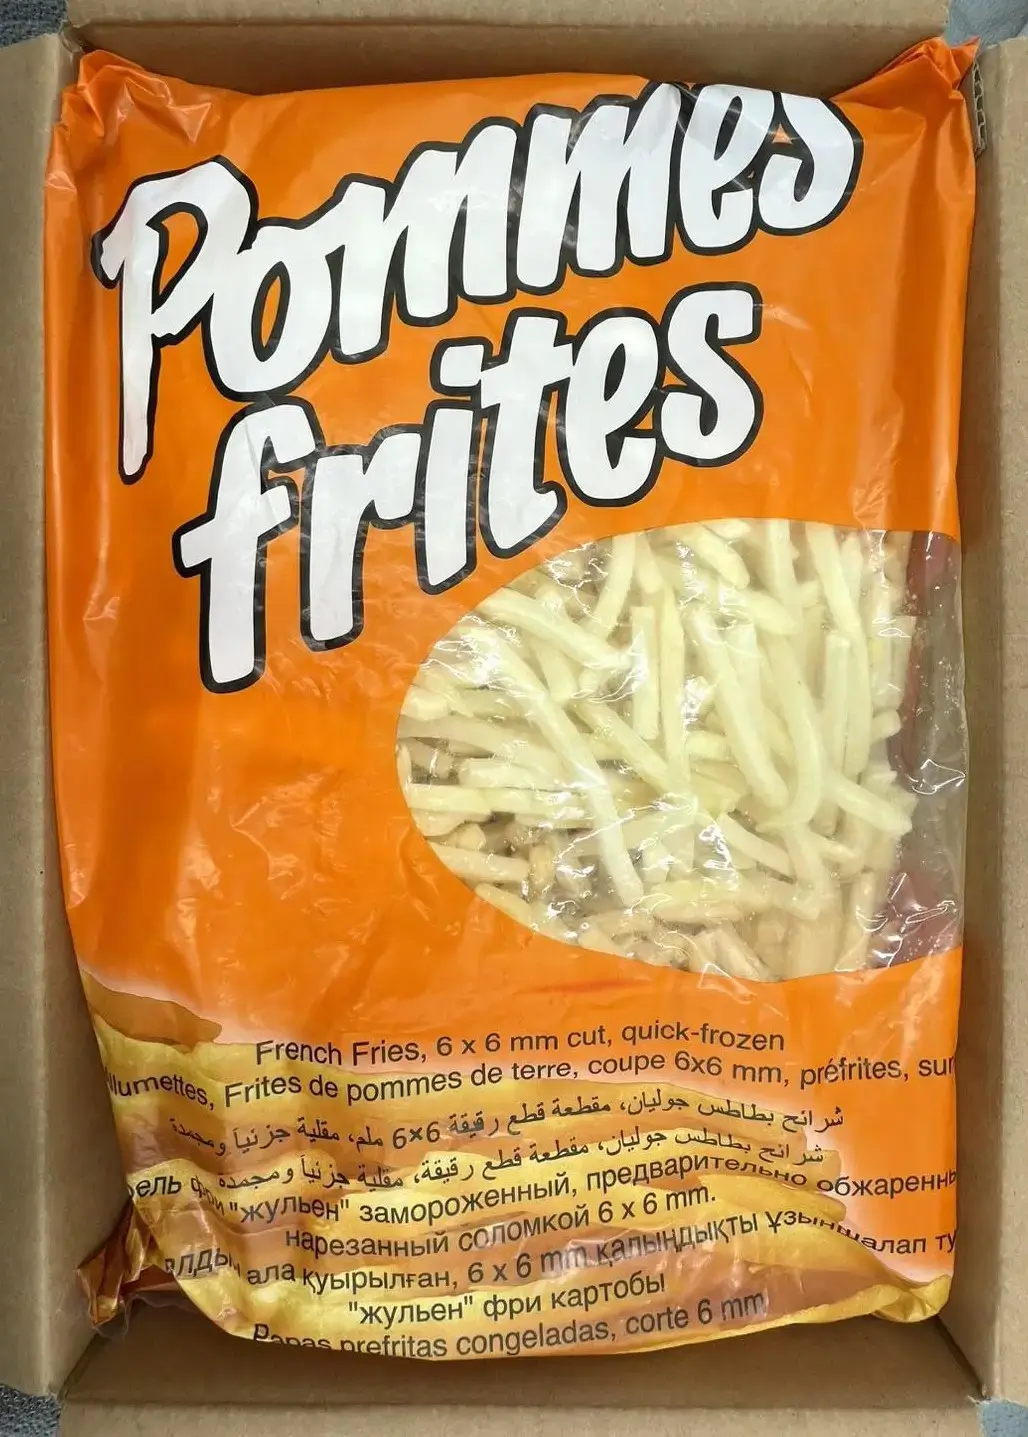 Pommes
frites
French Fries, 6 x 6 mm cut, quick-frozen
Frites de pommes de terre, coupe 6x6 mm, préfrites,
شرائح بطاطس جوليان، مقطعة قطع رقيقة 6×6 ملم، مقلية جزئياً ومجمدة
شرائح بطاطس جوليان، مقطعة قطع رقيقة، مقلية جزئياً ومجمدة
"жульен" замороженный, предварительно
нарезанный соломкой 6 x 6 mm.
ала қуырылған, 6 x 6 mm қалыңдықты
"жульен" фри картобы
Papas prefritas congeladas, corte 6 mm